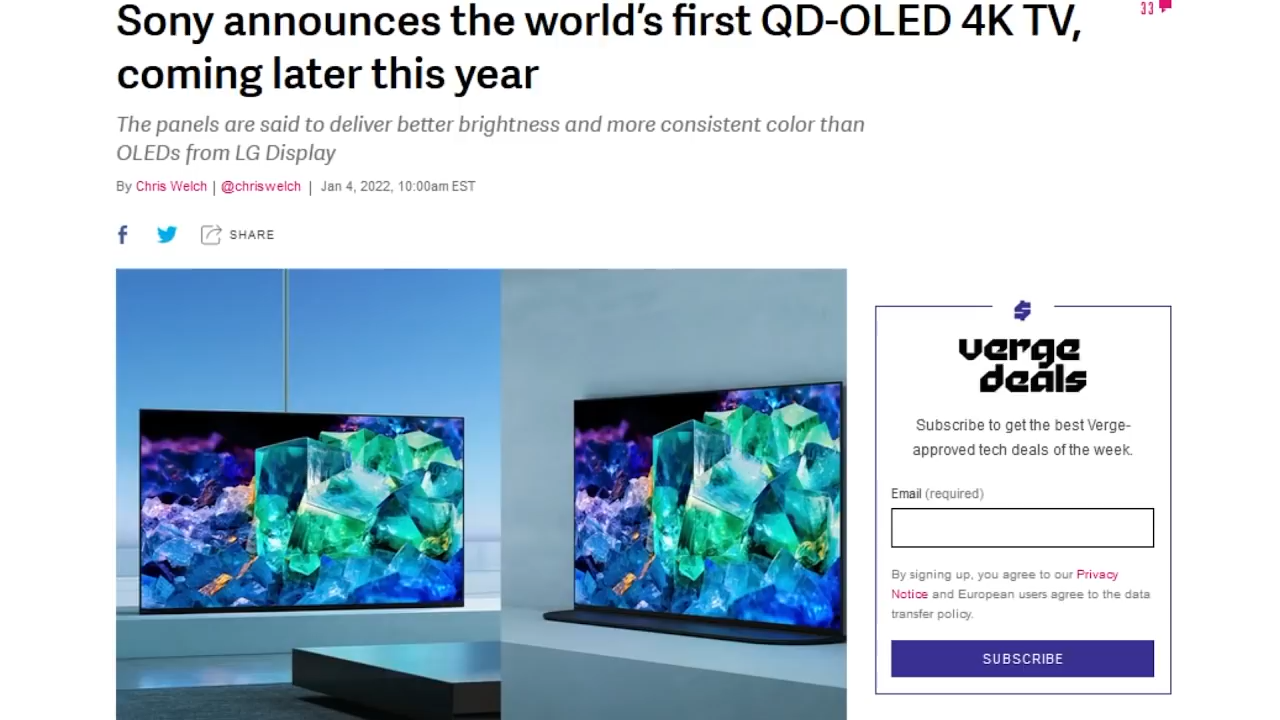 Sony announces the world's first QD-OLED 4K TV,
coming later this year
33
The panels are said to deliver better brightness and more consistent color than
OLEDs from LG Display
By Chris Welch | @chriswelch | Jan 4, 2022, 10:00am EST
SHARE
verge
deals
Subscribe to get the best Verge-
approved tech deals of the week.
Email (required)
By signing up, you agree to our Privacy
Notice and European users agree to the data
transfer policy.
SUBSCRIBE